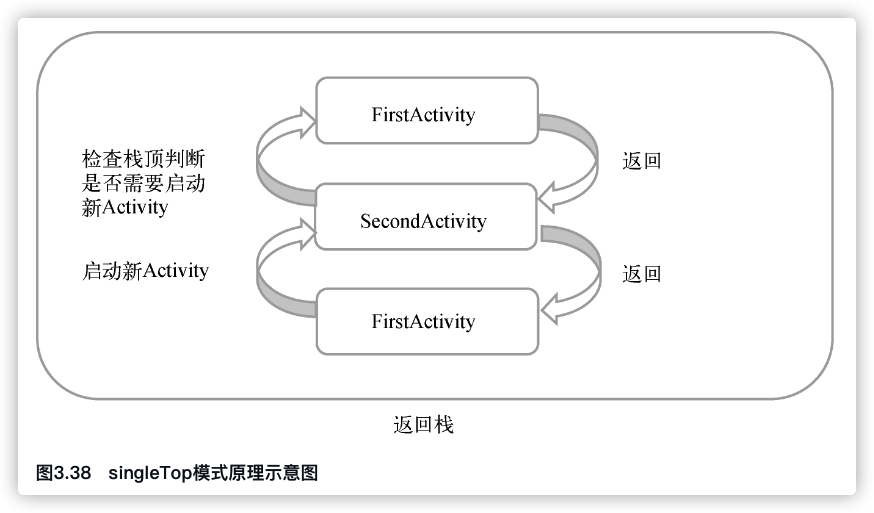 FirstActivity
检查栈顶判断
是否需要启动
新Activity
返回
SecondActivity
启动新Activity
返回
FirstActivity
返回栈
图3.38 singleTop模式原理示意图